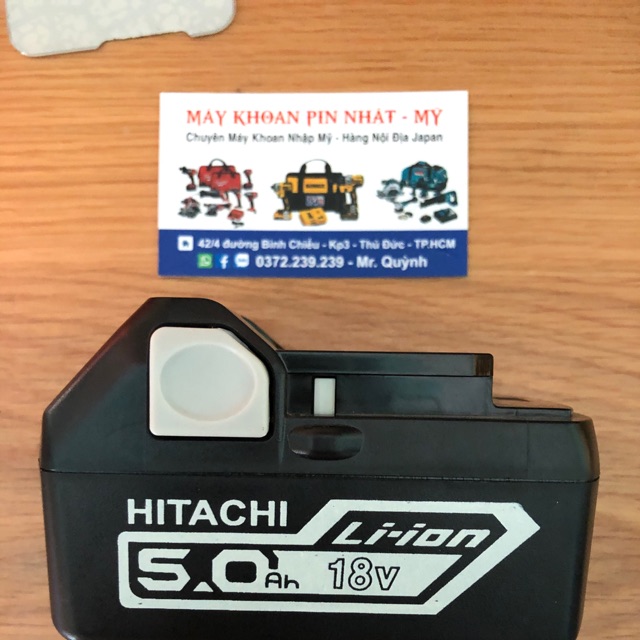 MÁY KHOAN PIN NHẬT - MỸ
Chuyên Máy Khoan Nhập Mỹ - Hàng Nội Địa Japan
42/4 đường Bình Chiểu - Kp3 - Thủ Đức - TP.HCM
0372.239.239 - Mr. Quỳnh
HITACHI
Li-ion
5.0Ah 18v